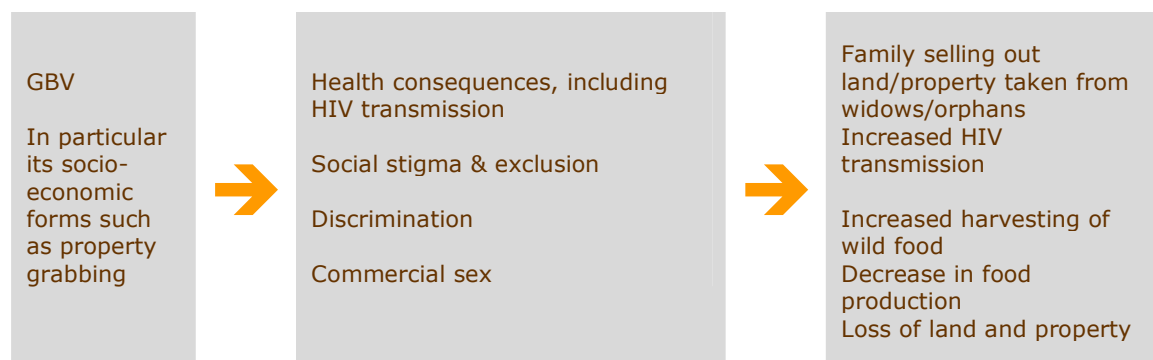 GBV
In particular
its socio-
economic
forms such
as property
grabbing
Health consequences, including
HIV transmission
Social stigma & exclusion
Discrimination
Commercial sex
Family selling out
land/property taken from
widows/orphans
Increased HIV
transmission
Increased harvesting of
wild food
Decrease in food
production
Loss of land and property